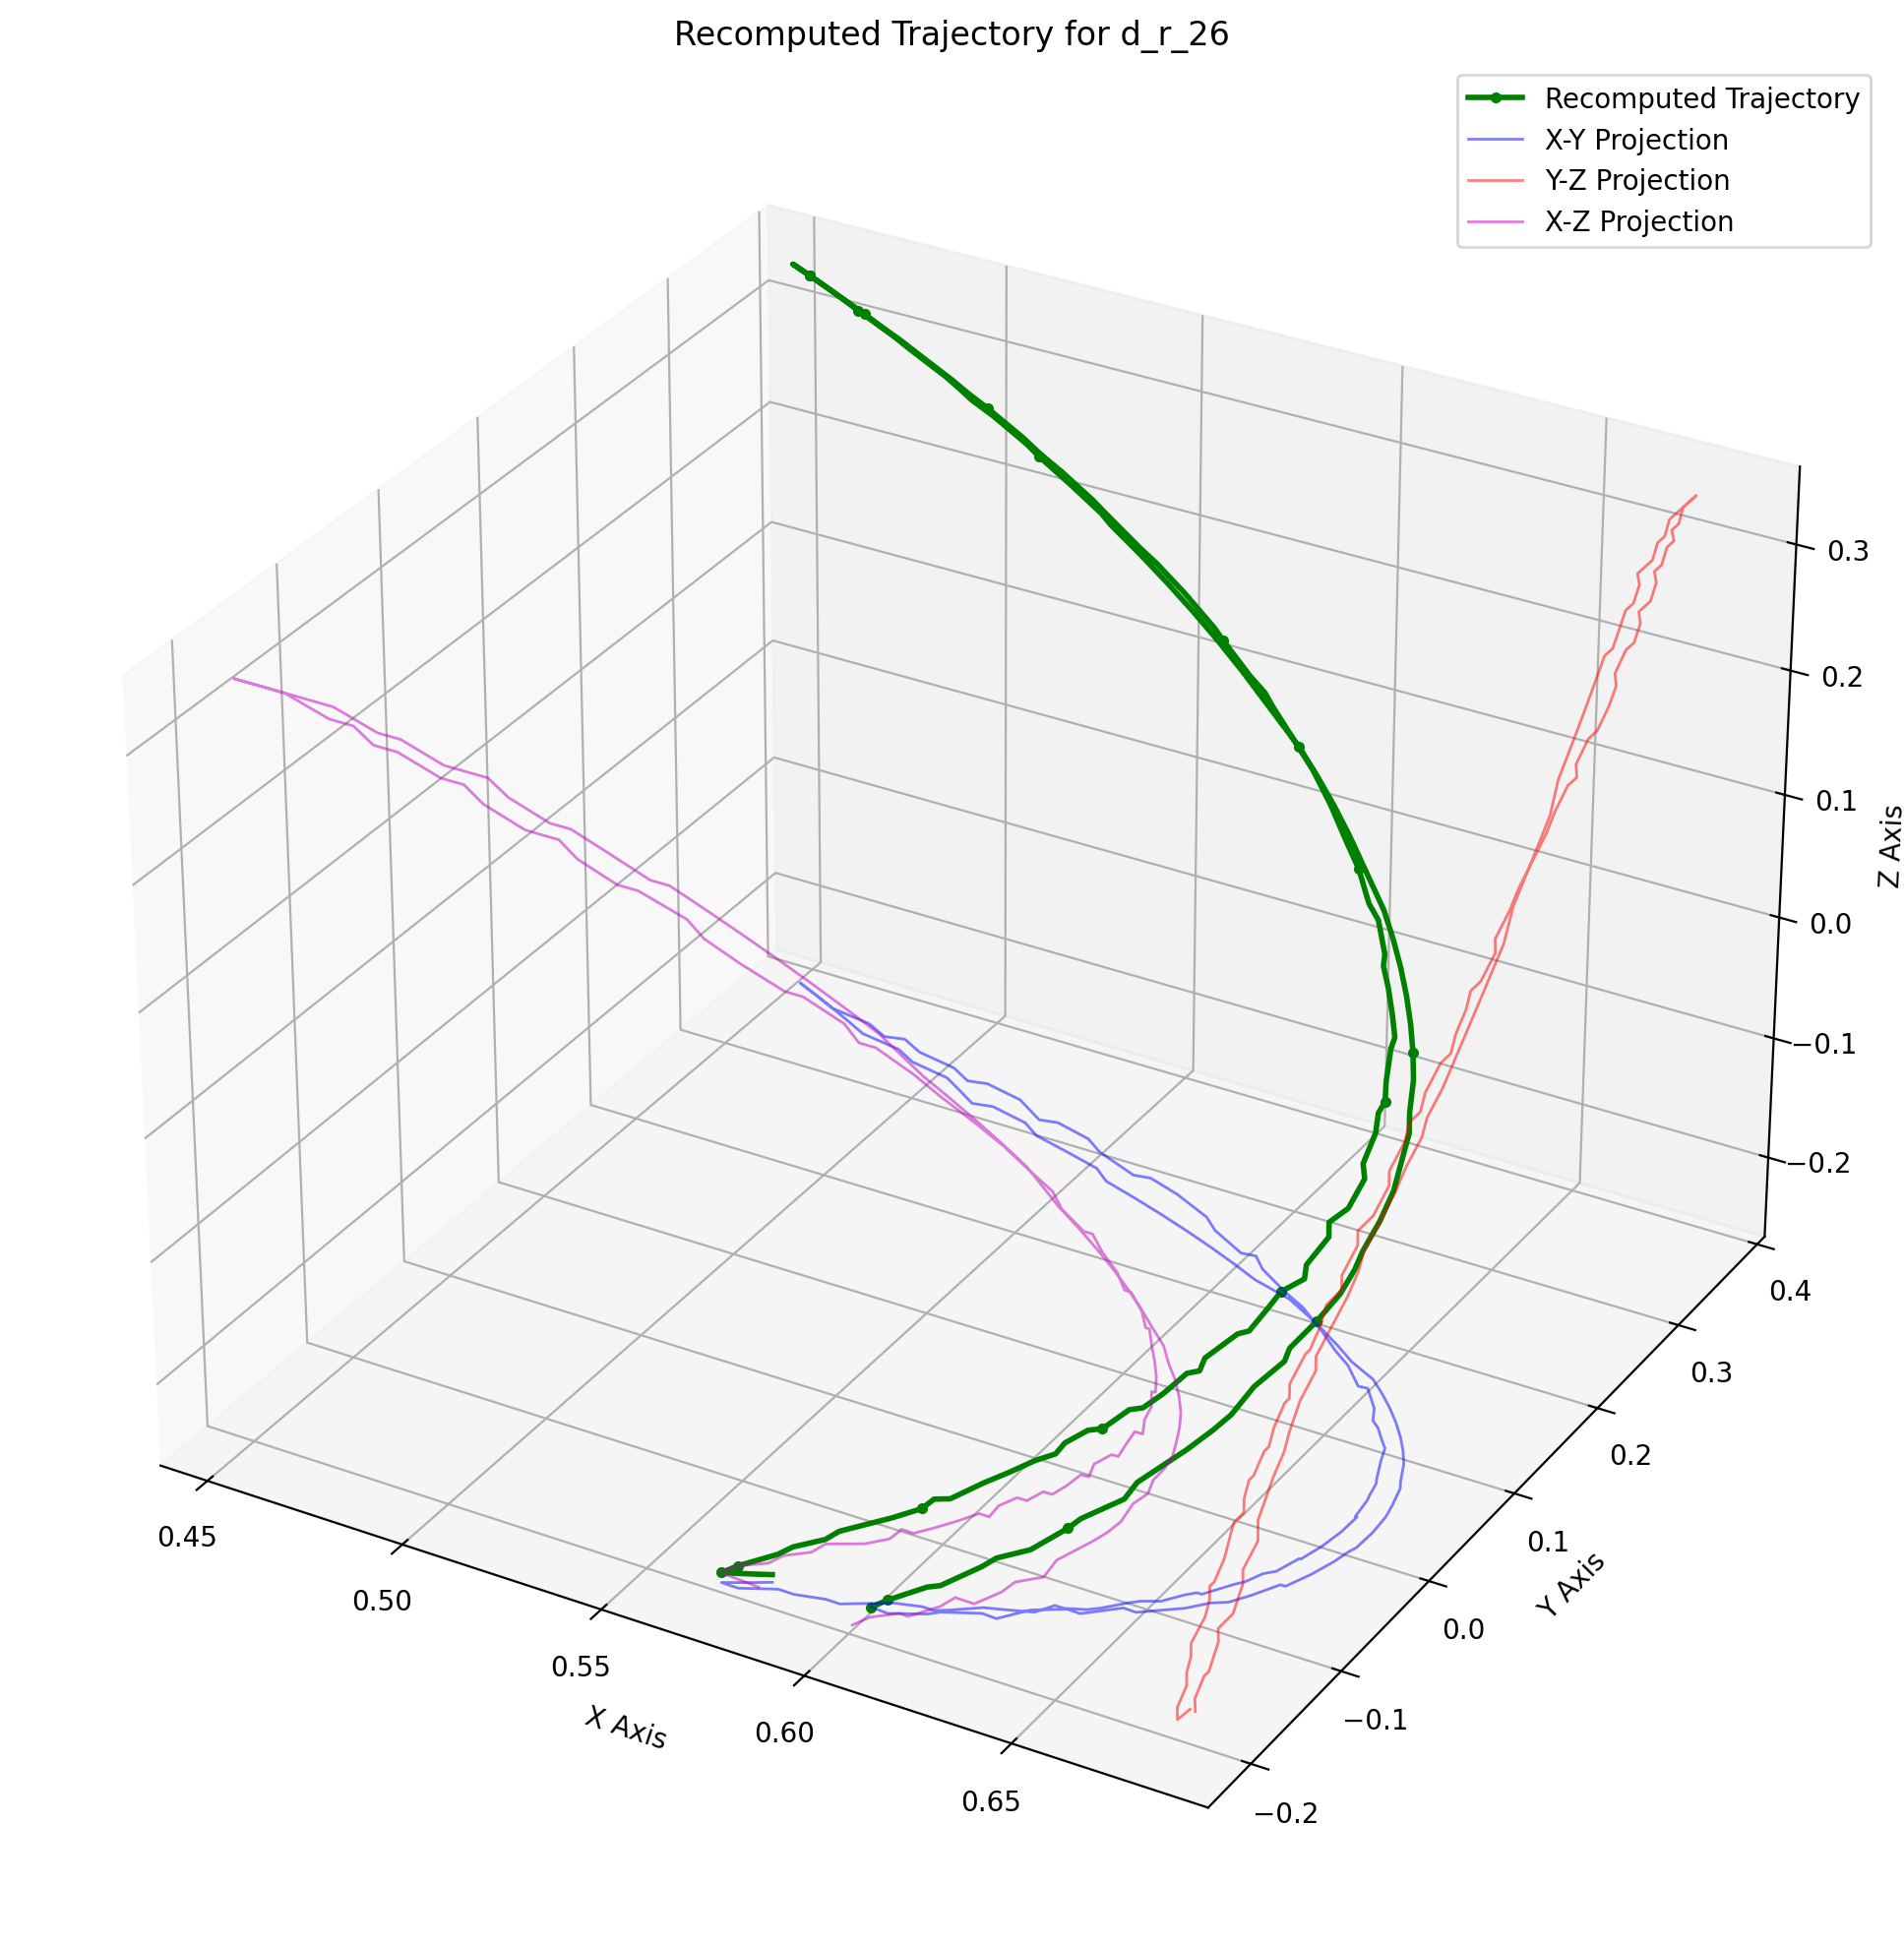 Recomputed Trajectory for d_r_26
Recomputed Trajectory
X-Y Projection
Y-Z Projection
X-Z Projection
0.3
0.2
0.1
0.0
−0.1
−0.2
Z Axis
0.4
0.3
0.2
0.1
0.0
−0.1
−0.2
Y Axis
0.45
0.50
0.55
0.60
0.65
X Axis